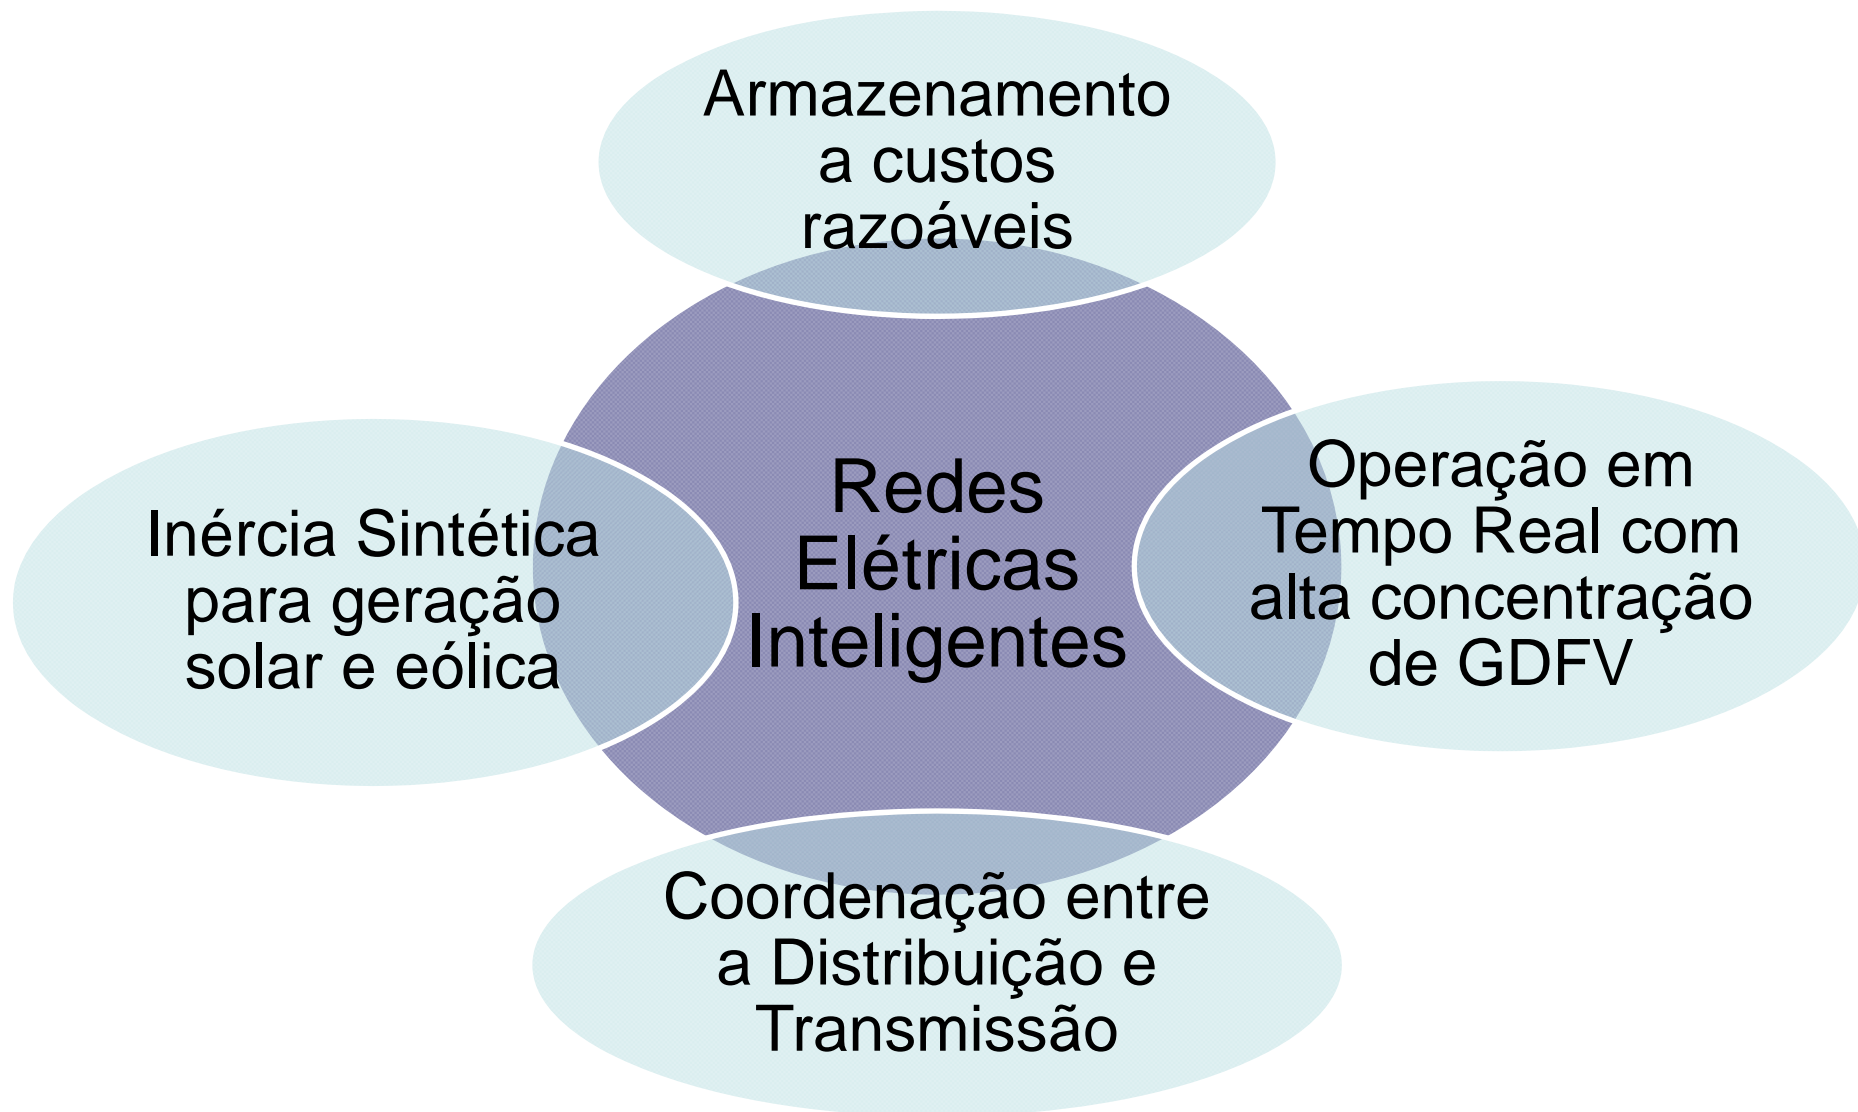 Armazenamento
a custos
razoáveis
Redes
Elétricas
Inteligentes
Operação em
Tempo Real com
alta concentração
de GDFV
Coordenação entre
a Distribuição e
Transmissão
Inércia Sintética
para geração
solar e eólica